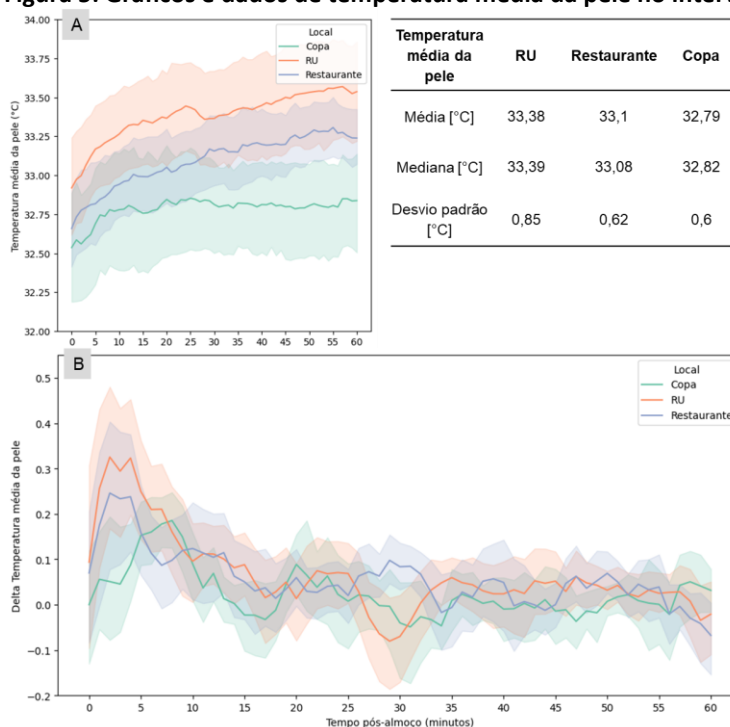 Figura 5. Gráficos e dados de temperatura média da pele no
A
34.00
33.75
33.50
33.25
33.00
32.75
32.50
32.25
32.00
Temperatura média da pele (°C)
Local
Copa
RU
Restaurante
0 5 10 15 20 25 30 35 40 45 50 55 60
Temperatura média da pele RU Restaurante Copa
Média [°C] 33,38 33,1 32,79
Mediana [°C] 33,39 33,08 32,82
Desvio padrão [°C] 0,85 0,62 0,6
B
0.5
0.4
0.3
0.2
0.1
0.0
−0.1
−0.2
Delta Temperatura média da pele
Local
Copa
RU
Restaurante
0 5 10 15 20 25 30 35 40 45 50 55 60
Tempo pós-almoço (minutos)